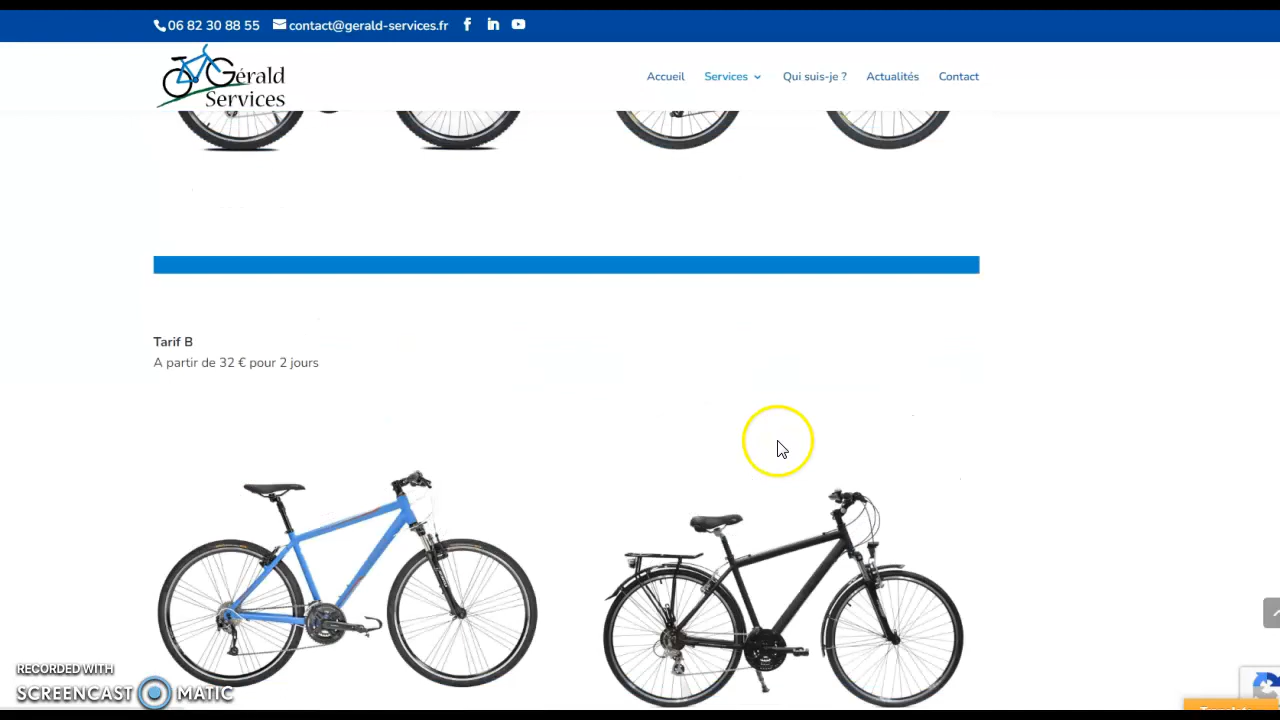 06 82 30 88 55 contact@gerald-services.fr
Gérald
Services
Accueil Services Qui suis-je ? Actualités Contact
Tarif B
A partir de 32 € pour 2 jours
RECORDED WITH
SCREENCAST MATIC